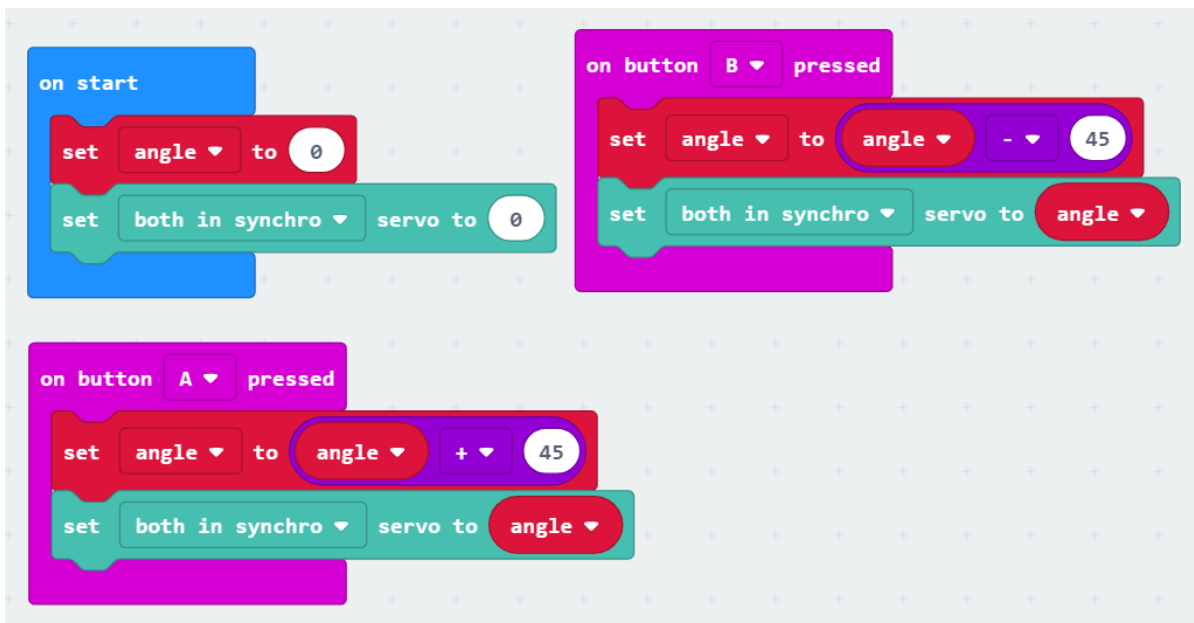 on start
set angle to 0
set both in synchro servo to 0
on button B pressed
set angle to angle - 45
set both in synchro servo to angle
on button A pressed
set angle to angle + 45
set both in synchro servo to angle